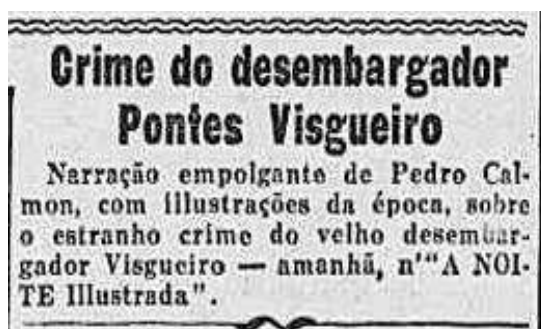 Crime do desembargador
Pontes Visgueiro
Narração empolgante de Pedro Cal-
mon, com illustrações da época, sobre
o estranho crime do velho desembar-
gador Visgueiro — amanhã, n'"A NOI-
TE Illustrada".